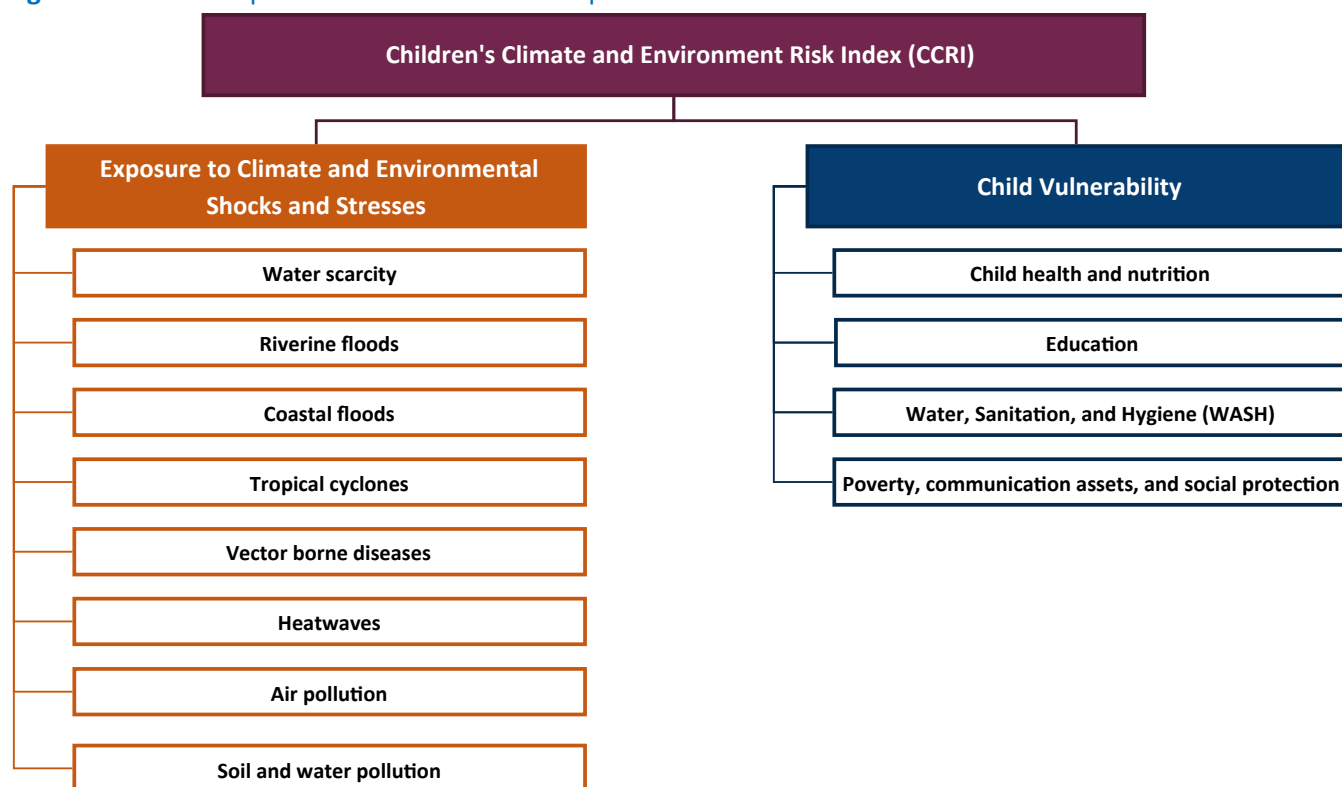 Children's Climate and Environment Risk Index (CCRI)
Exposure to Climate and Environmental
Shocks and Stresses
Water scarcity
Riverine floods
Coastal floods
Tropical cyclones
Vector borne diseases
Heatwaves
Air pollution
Soil and water pollution
Child Vulnerability
Child health and nutrition
Education
Water, Sanitation, and Hygiene (WASH)
Poverty, communication assets, and social protection